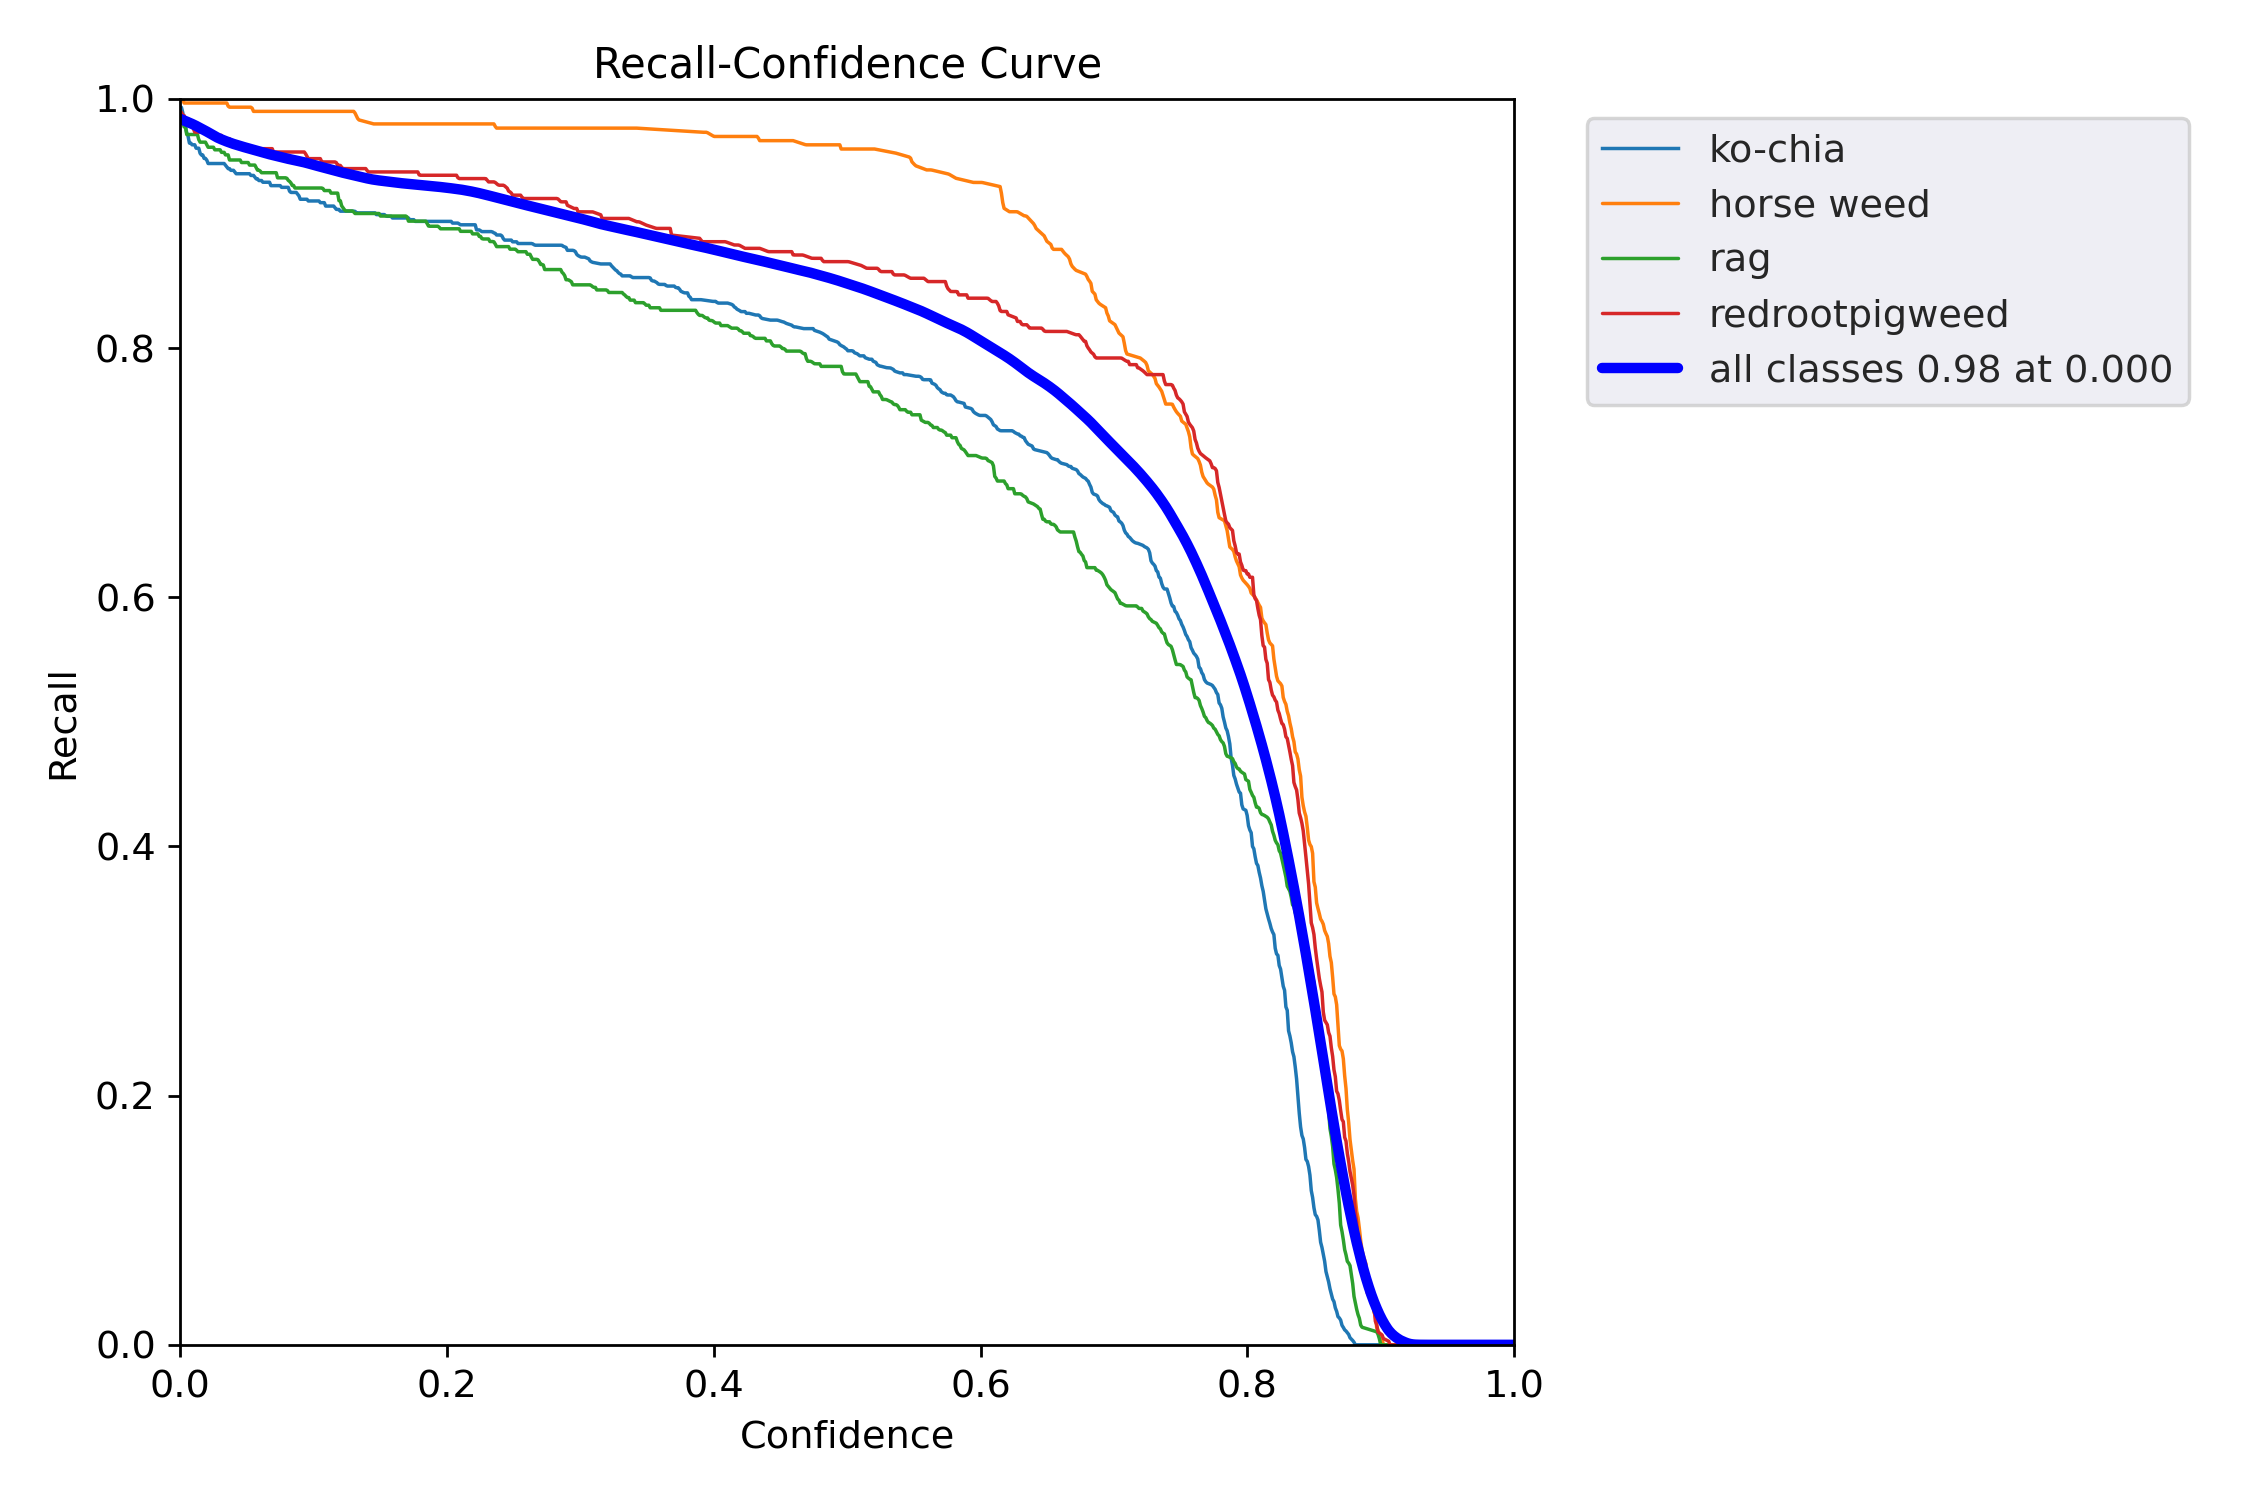 Recall-Confidence Curve
1.0
0.8
0.6
0.4
0.2
0.0
Recall
0.0 0.2 0.4 0.6 0.8 1.0
Confidence
ko-chia
horse weed
rag
redrootpigweed
all classes 0.98 at 0.000